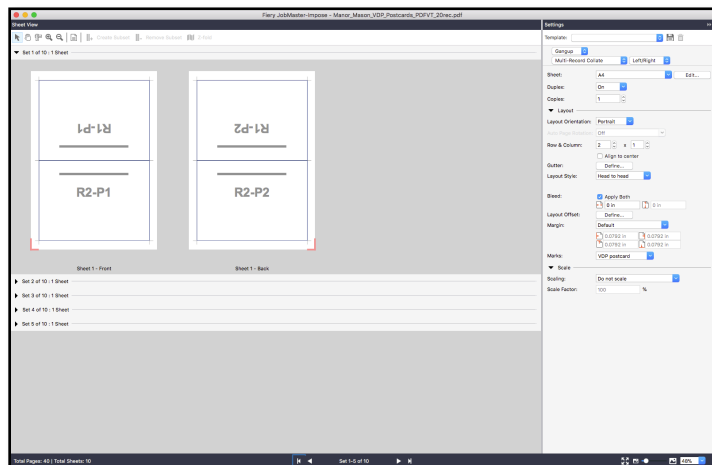 Fiery JobMaster-Impose - Manor_Mason_VDP_Postcards_PDFVT_20rec.pdf
Sheet View
Create Subset Remove Subset Z Axis
Set 1 of 10 : 1 Sheet
R1-P1 R1-P2
R2-P1 R2-P2
Sheet 1 - Front Sheet 1 - Back
Set 2 of 10 : 1 Sheet
Set 3 of 10 : 1 Sheet
Set 4 of 10 : 1 Sheet
Set 5 of 10 : 1 Sheet
Total Pages: 40 | Total Sheets: 10
Set 1-5 of 10
40%
Settings
Template:
Gangup
Multi-Record Collate Left/Right
Sheet: A4 Edit...
Duplex: On
Copies: 1
Layout
Layout Orientation: Portrait
Off
Row & Column: 2 x 1
Align to center
Gutter: Define...
Layout Style: Head to head
Bleed: Apply Both
0 in 0 in
Layout Offset: Define...
Margin: Default
0.0792 in 0.0792 in
0.0792 in 0.0792 in
Marks: VDP postcard
Scale
Scaling: Do not scale
Scale Factor: 100 %